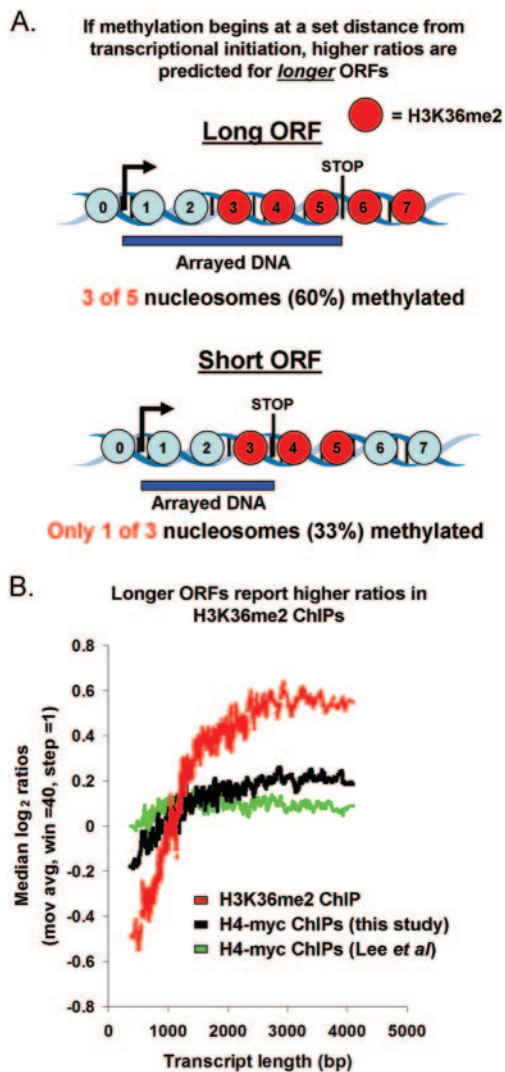 A.
If methylation begins at a set distance from
transcriptional initiation, higher ratios are
predicted for longer ORFs
= H3K36me2
Long ORF
STOP
0 1 2 3 4 5 6 7
Arrayed DNA
3 of 5 nucleosomes (60%) methylated
Short ORF
STOP
0 1 2 3 4 5 6 7
Arrayed DNA
Only 1 of 3 nucleosomes (33%) methylated
B.
Longer ORFs report higher ratios in
H3K36me2 ChIPs
Median log2 ratios
(mov avg, win =40, step =1)
0.8
0.6
0.4
0.2
0
-0.2
-0.4
-0.6
-0.8
H3K36me2 ChIP
H4-myc ChIPs (this study)
H4-myc ChIPs (Lee et al)
0 1000 2000 3000 4000 5000
Transcript length (bp)